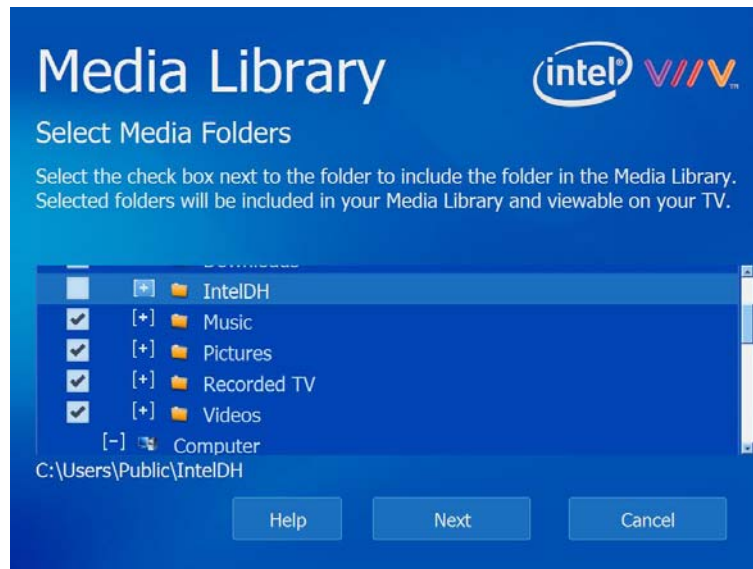 Media Library
intel® VIIV™
Select Media Folders
Select the check box next to the folder to include the folder in the Media Library.
Selected folders will be included in your Media Library and viewable on your TV.
[+] IntelDH
[+] Music
[+] Pictures
[+] Recorded TV
[+] Videos
[-] Computer
C:\Users\Public\IntelDH
Help Next Cancel